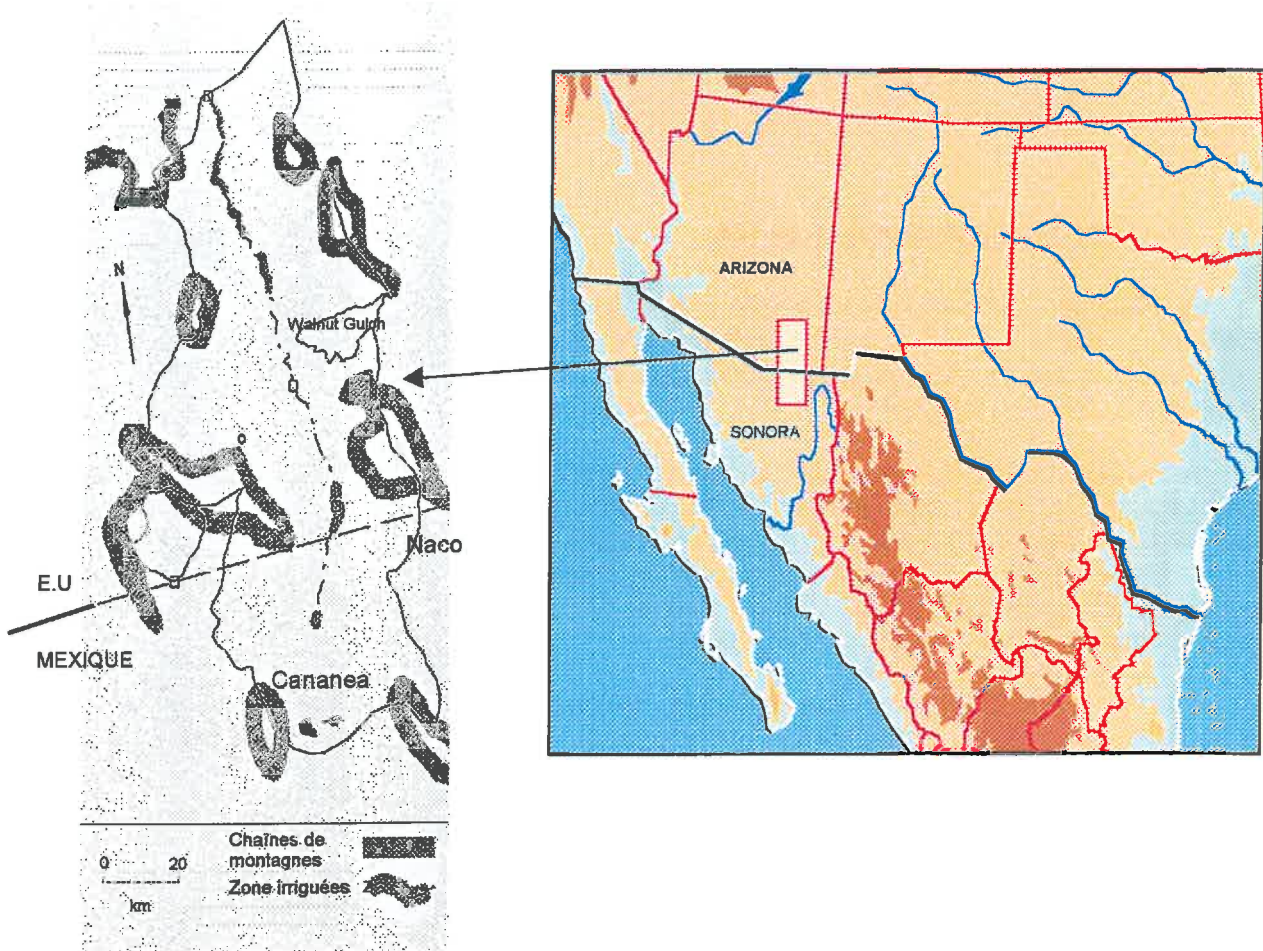 N
Walnut Gulch
Naco
E.U
MEXIQUE
Cananea
0 20
km
Chaînes de
montagnes
Zone irriguées
ARIZONA
SONORA